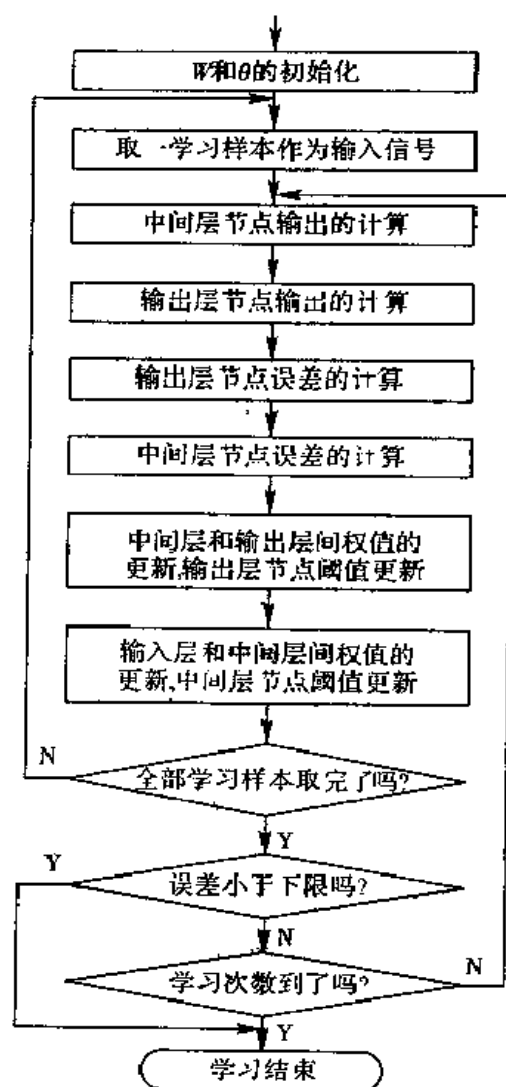 W和θ的初始化
取一学习样本作为输入信号
中间层节点输出的计算
输出层节点输出的计算
输出层节点误差的计算
中间层节点误差的计算
中间层和输出层间权值的
更新,输出层节点阈值更新
输入层和中间层间权值的
更新,中间层节点阈值更新
N
全部学习样本取完了吗?
Y
Y
误差小于下限吗?
N
学习次数到了吗?
N
Y
学习结束